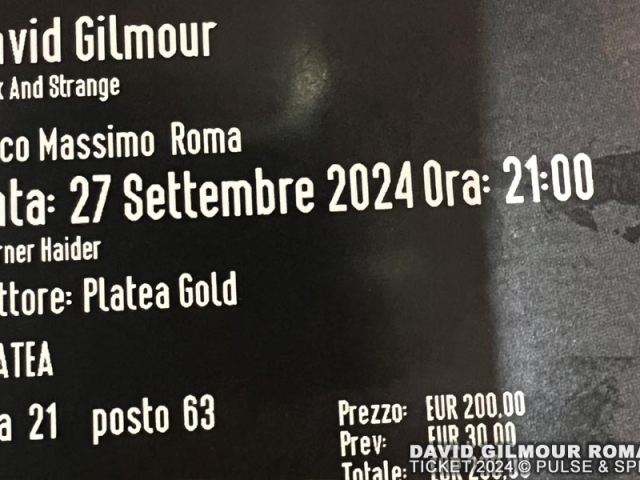 avid Gilmour
k And Strange
co Massimo Roma
ata: 27 Settembre 2024 Ora: 21:00
rner Haider
ttore: Platea Gold
ATEA
a 21 posto 63
Prezzo: EUR 200,00
Prev: EUR 30,00
Totale: EUR
DAVID GILMOUR ROMA
TICKET 2024 © PULSE & SP